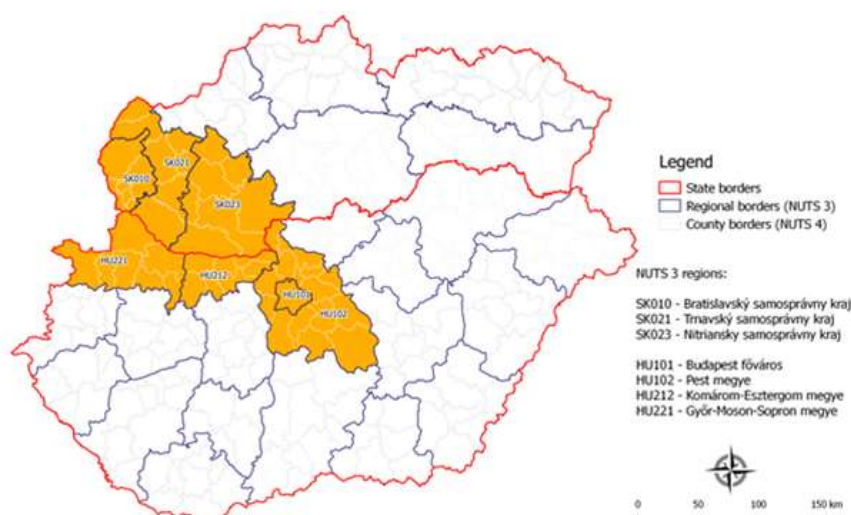 SK021
SK010
SK023
HU221
HU212
HU101
HU102
Legend
State borders
Regional borders (NUTS 3)
County borders (NUTS 4)
NUTS 3 regions:
SK010 - Bratislavský samosprávny kraj
SK021 - Trnavský samosprávny kraj
SK023 - Nitriansky samosprávny kraj
HU101 - Budapest főváros
HU102 - Pest megye
HU212 - Komárom-Esztergom megye
HU221 - Győr-Moson-Sopron megye
0 50 100 150 km